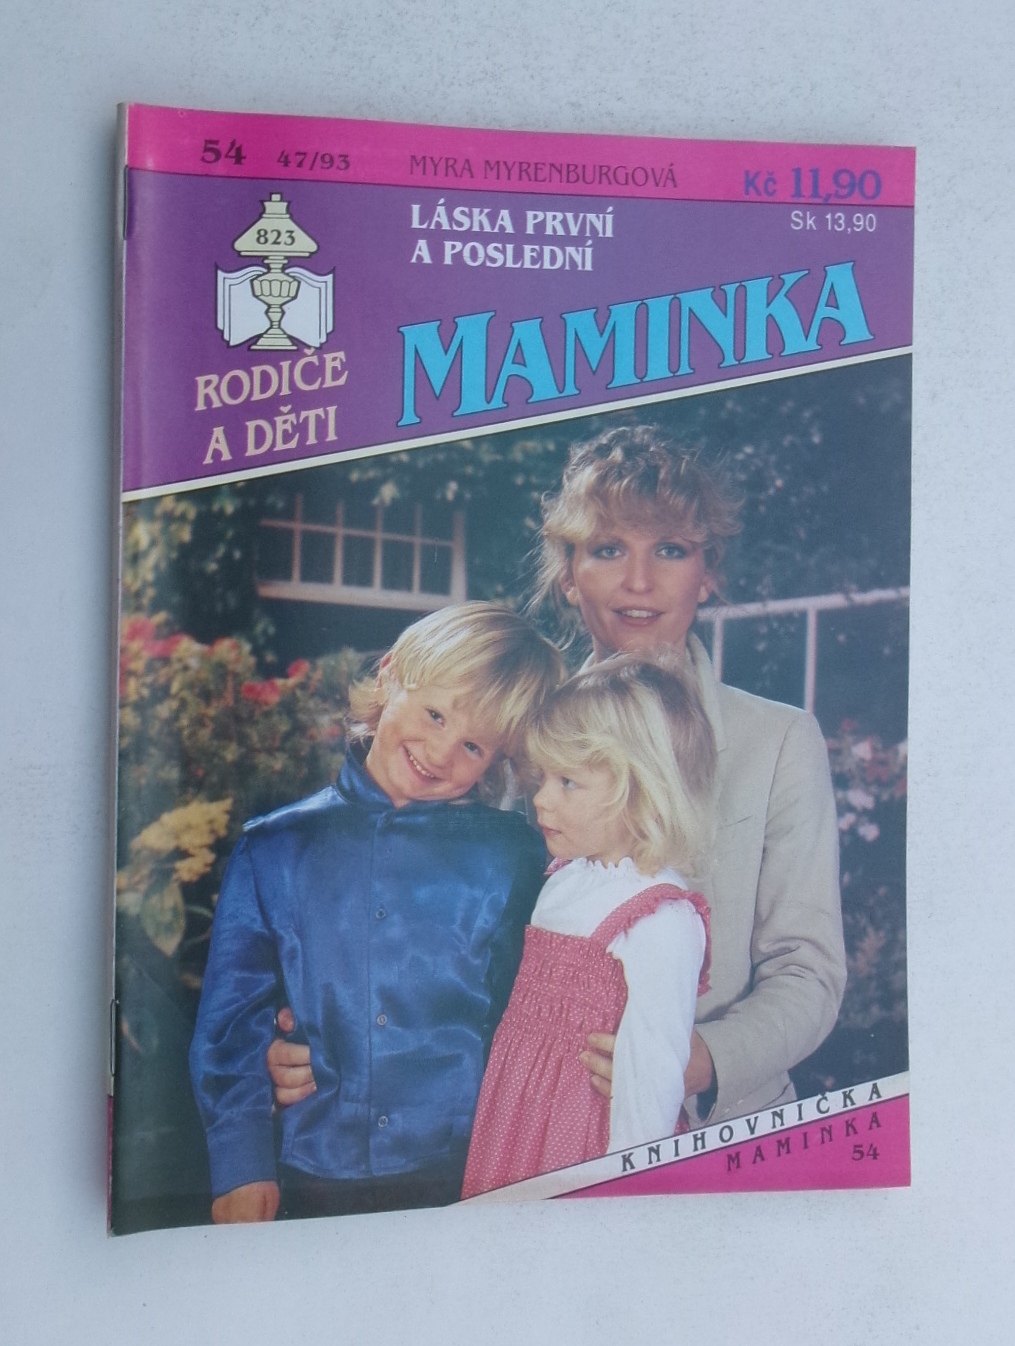 54 47/93 MYRA MYRENBURGOVÁ Kč 11,90
Sk 13,90
LÁSKA PRVNÍ
A POSLEDNÍ
823
MAMINKA
RODIČE
A DĚTI
KNIHOVNIČKA
MAMINKA
54